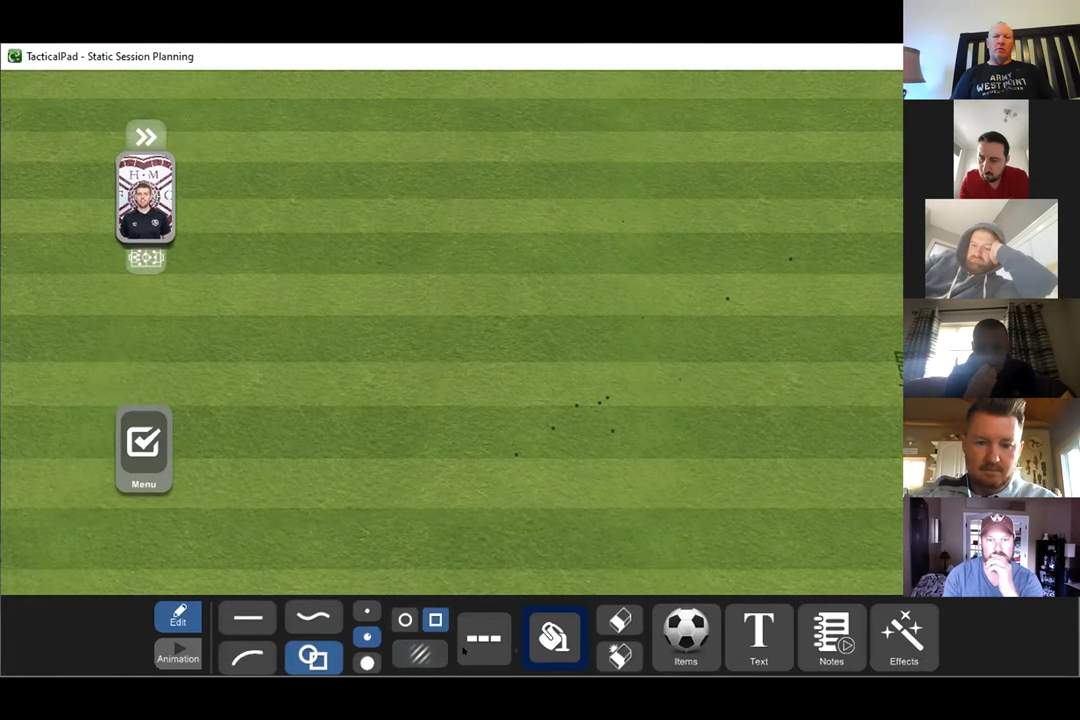 TacticalPad - Static Session Planning
ARMY
WEST POINT
H·M
F C
Menu
Edit
Animation
Items
T
Text
Notes
Effects